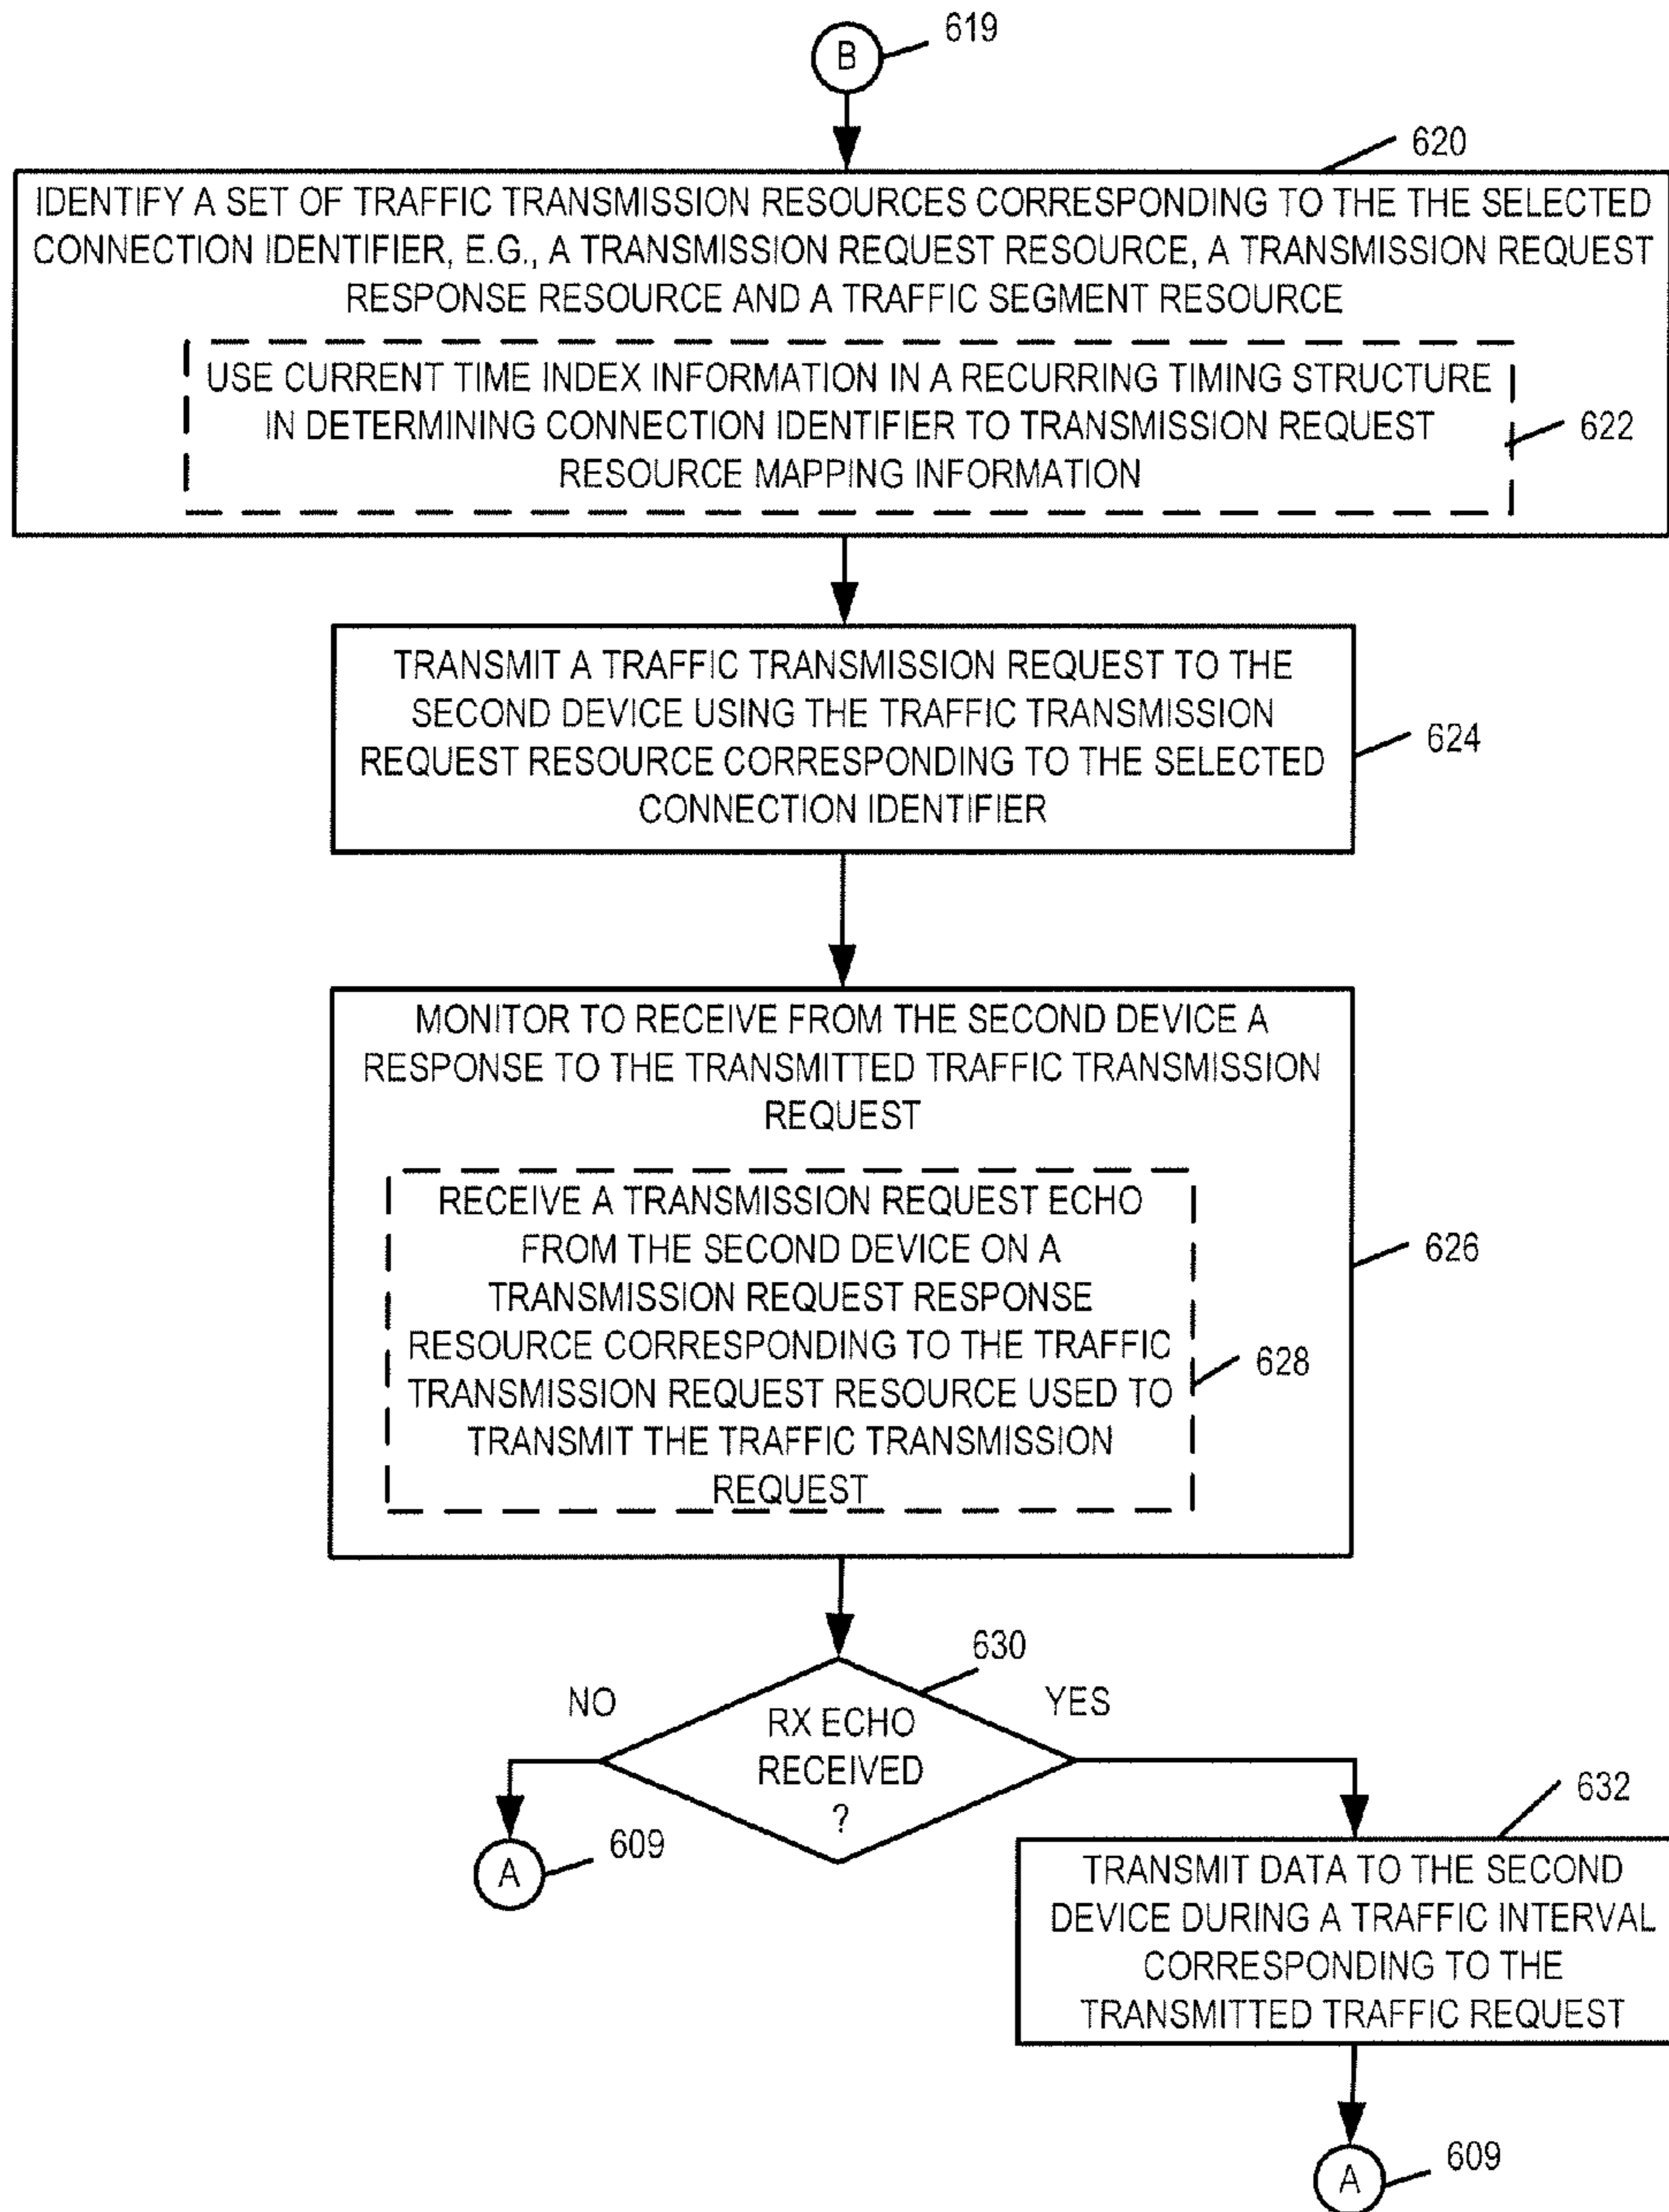 B
619
620
IDENTIFY A SET OF TRAFFIC TRANSMISSION RESOURCES CORRESPONDING TO THE THE SELECTED
CONNECTION IDENTIFIER, E.G., A TRANSMISSION REQUEST RESOURCE, A TRANSMISSION REQUEST
RESPONSE RESOURCE AND A TRAFFIC SEGMENT RESOURCE
USE CURRENT TIME INDEX INFORMATION IN A RECURRING TIMING STRUCTURE
IN DETERMINING CONNECTION IDENTIFIER TO TRANSMISSION REQUEST
RESOURCE MAPPING INFORMATION
622
TRANSMIT A TRAFFIC TRANSMISSION REQUEST TO THE
SECOND DEVICE USING THE TRAFFIC TRANSMISSION
REQUEST RESOURCE CORRESPONDING TO THE SELECTED
CONNECTION IDENTIFIER
624
MONITOR TO RECEIVE FROM THE SECOND DEVICE A
RESPONSE TO THE TRANSMITTED TRAFFIC TRANSMISSION
REQUEST
RECEIVE A TRANSMISSION REQUEST ECHO
FROM THE SECOND DEVICE ON A
TRANSMISSION REQUEST RESPONSE
RESOURCE CORRESPONDING TO THE TRAFFIC
TRANSMISSION REQUEST RESOURCE USED TO
TRANSMIT THE TRAFFIC TRANSMISSION
REQUEST
628
626
630
NO
YES
RX ECHO
RECEIVED
?
A
609
632
TRANSMIT DATA TO THE SECOND
DEVICE DURING A TRAFFIC INTERVAL
CORRESPONDING TO THE
TRANSMITTED TRAFFIC REQUEST
A
609